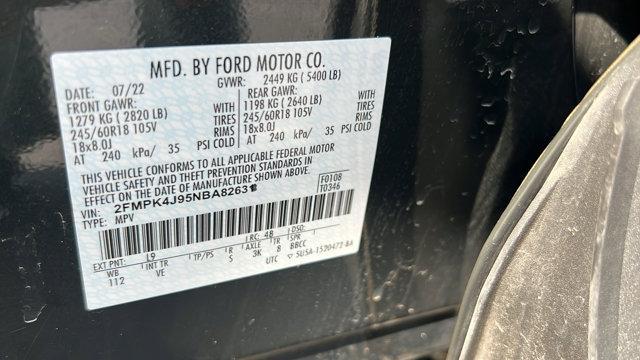 MFD. BY FORD MOTOR CO.
DATE: 07/22 GVWR: 2449 KG ( 5400 LB)
FRONT GAWR: REAR GAWR:
1279 KG ( 2820 LB) WITH 1198 KG ( 2640 LB) WITH
245/60R18 105V TIRES 245/60R18 105V TIRES
18x8.0J RIMS 18x8.0J RIMS
AT 240 kPa/ 35 PSI COLD AT 240 kPa/ 35 PSI COLD
THIS VEHICLE CONFORMS TO ALL APPLICABLE FEDERAL MOTOR
VEHICLE SAFETY AND THEFT PREVENTION STANDARDS IN
EFFECT ON THE DATE OF MANUFACTURE SHOWN ABOVE.
VIN: 2FMPK4J95NBA8263 F0108
TYPE: MPV T0346
EXT PNT: L9 RC: 48 DSO:
WB INT TR TP/PS R AXLE TR SPR
112 VE S 3K 8 BBCC
UTC